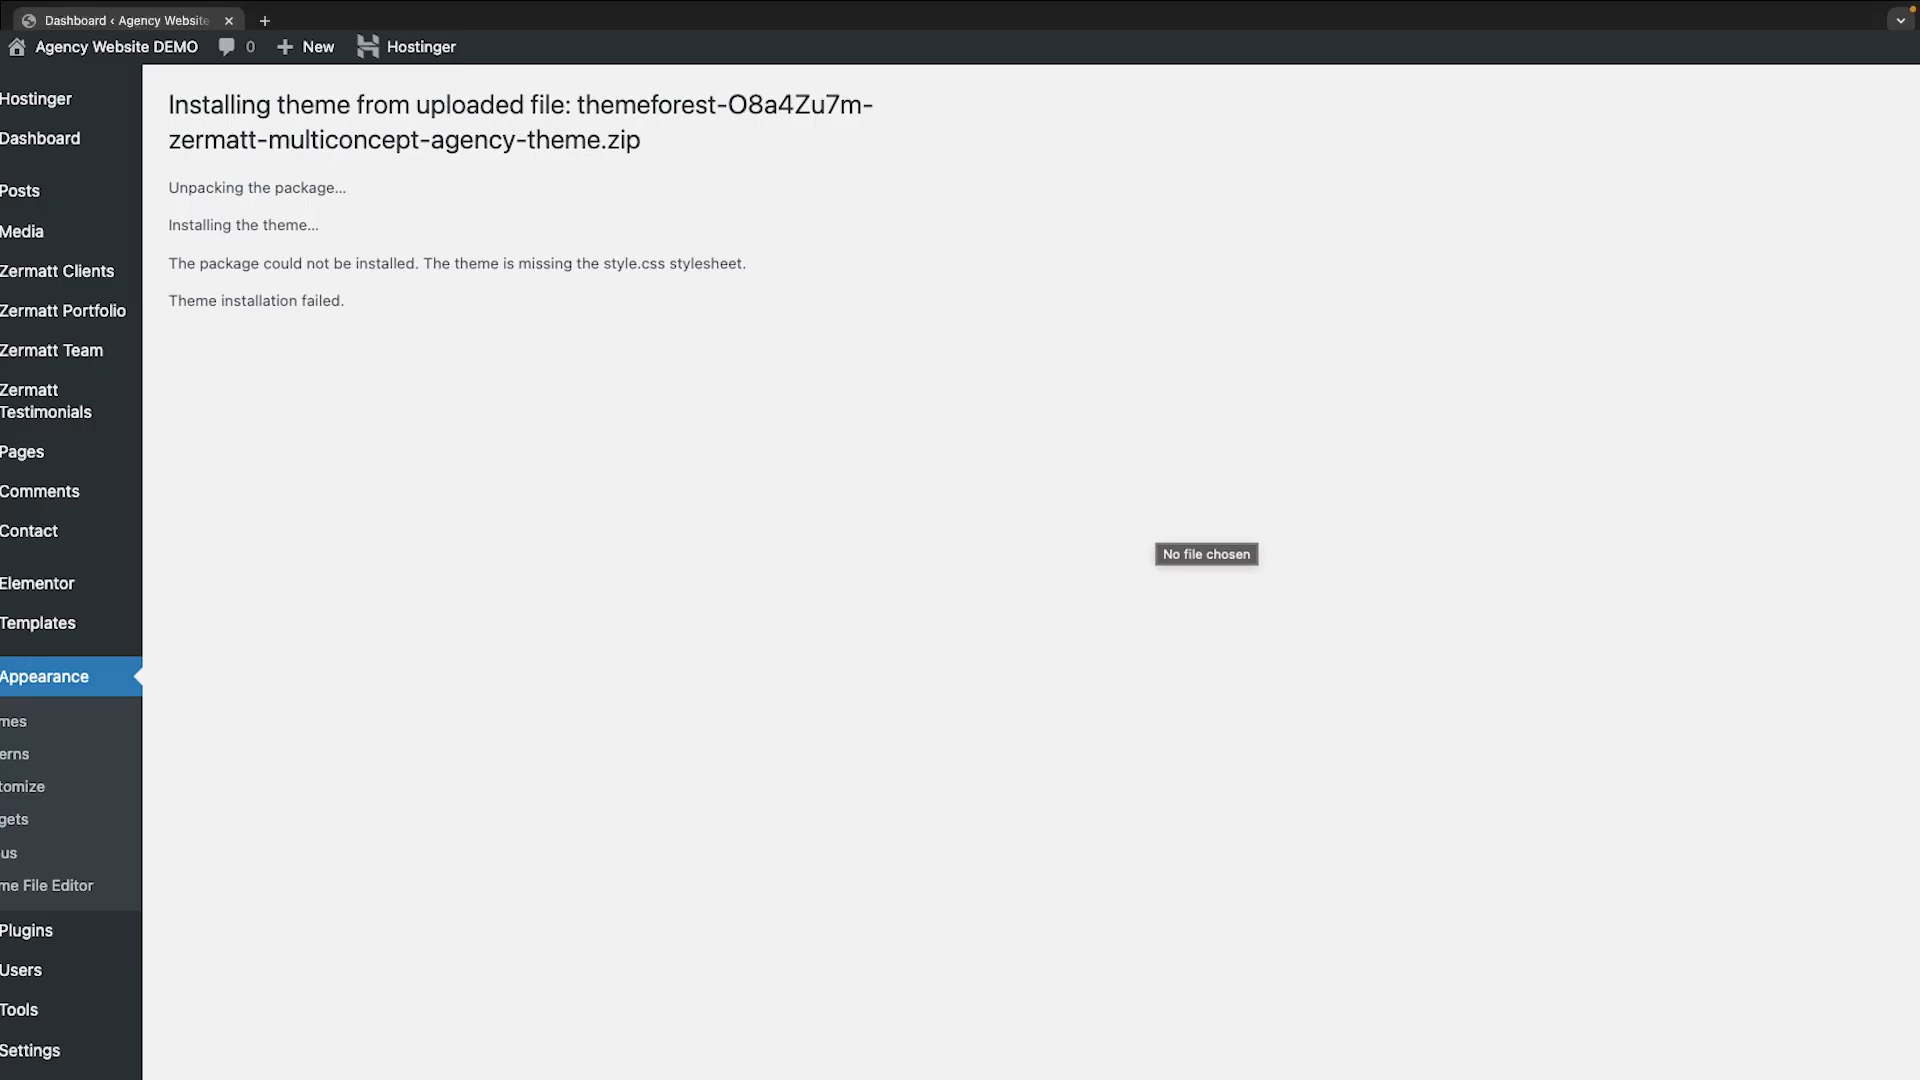 Dashboard ‹ Agency Website
Agency Website DEMO 0 New Hostinger
Hostinger
Dashboard
Posts
Media
Zermatt Clients
Zermatt Portfolio
Zermatt Team
Zermatt
Testimonials
Pages
Comments
Contact
Elementor
Templates
Appearance
mes
erns
tomize
gets
us
me File Editor
Plugins
Users
Tools
Settings
Installing theme from uploaded file: themeforest-O8a4Zu7m-
zermatt-multiconcept-agency-theme.zip
Unpacking the package…
Installing the theme…
The package could not be installed. The theme is missing the style.css stylesheet.
Theme installation failed.
No file chosen